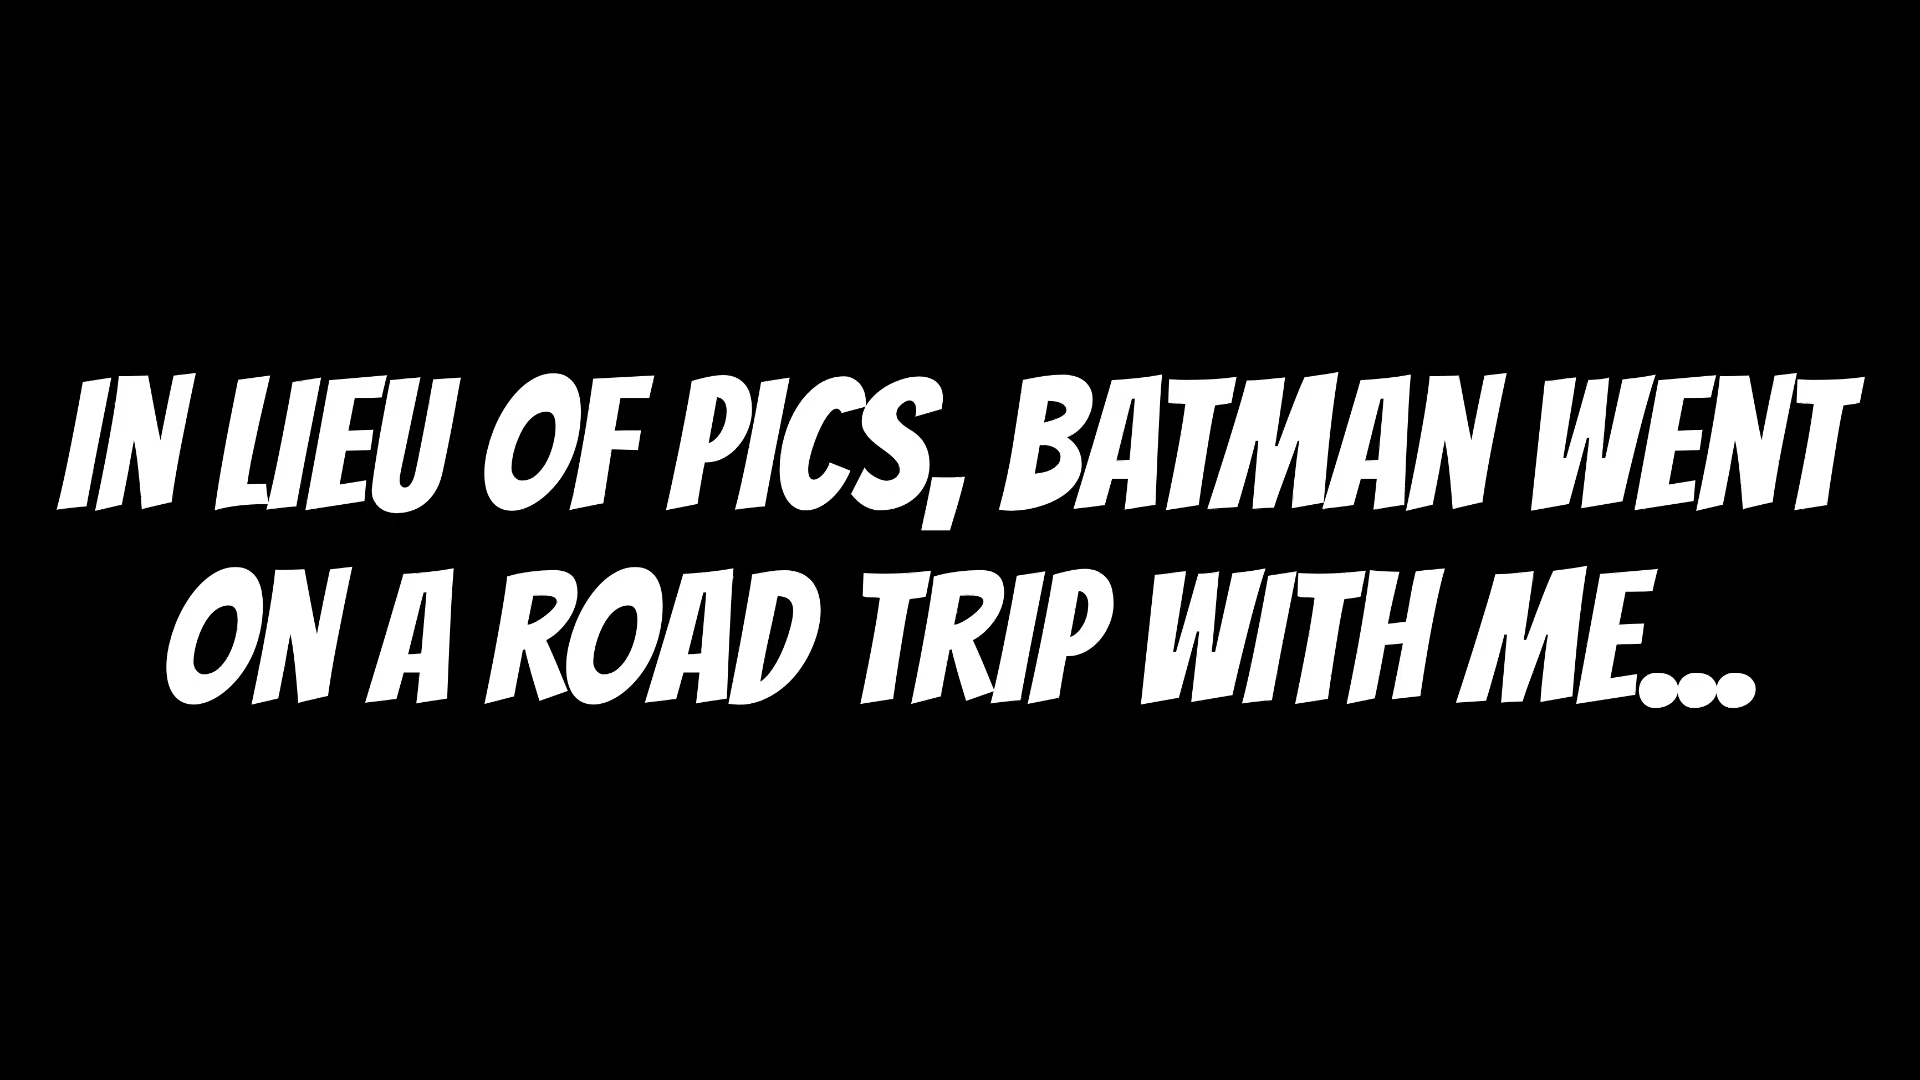 IN LIEU OF PICS, BATMAN WENT
ON A ROAD TRIP WITH ME...